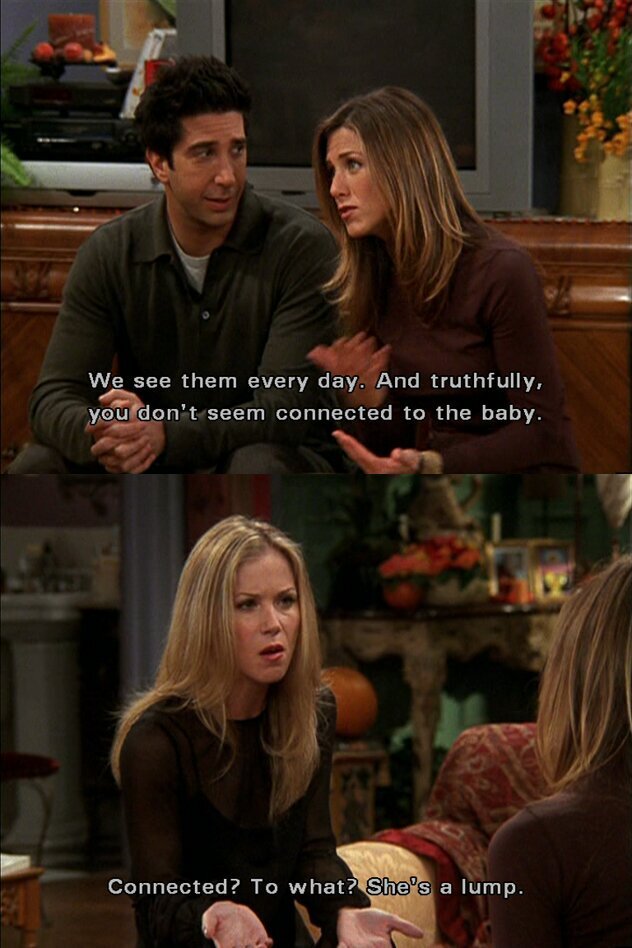 We see them every day. And truthfully,
you don't seem connected to the baby.
Connected? To what? She's a lump.